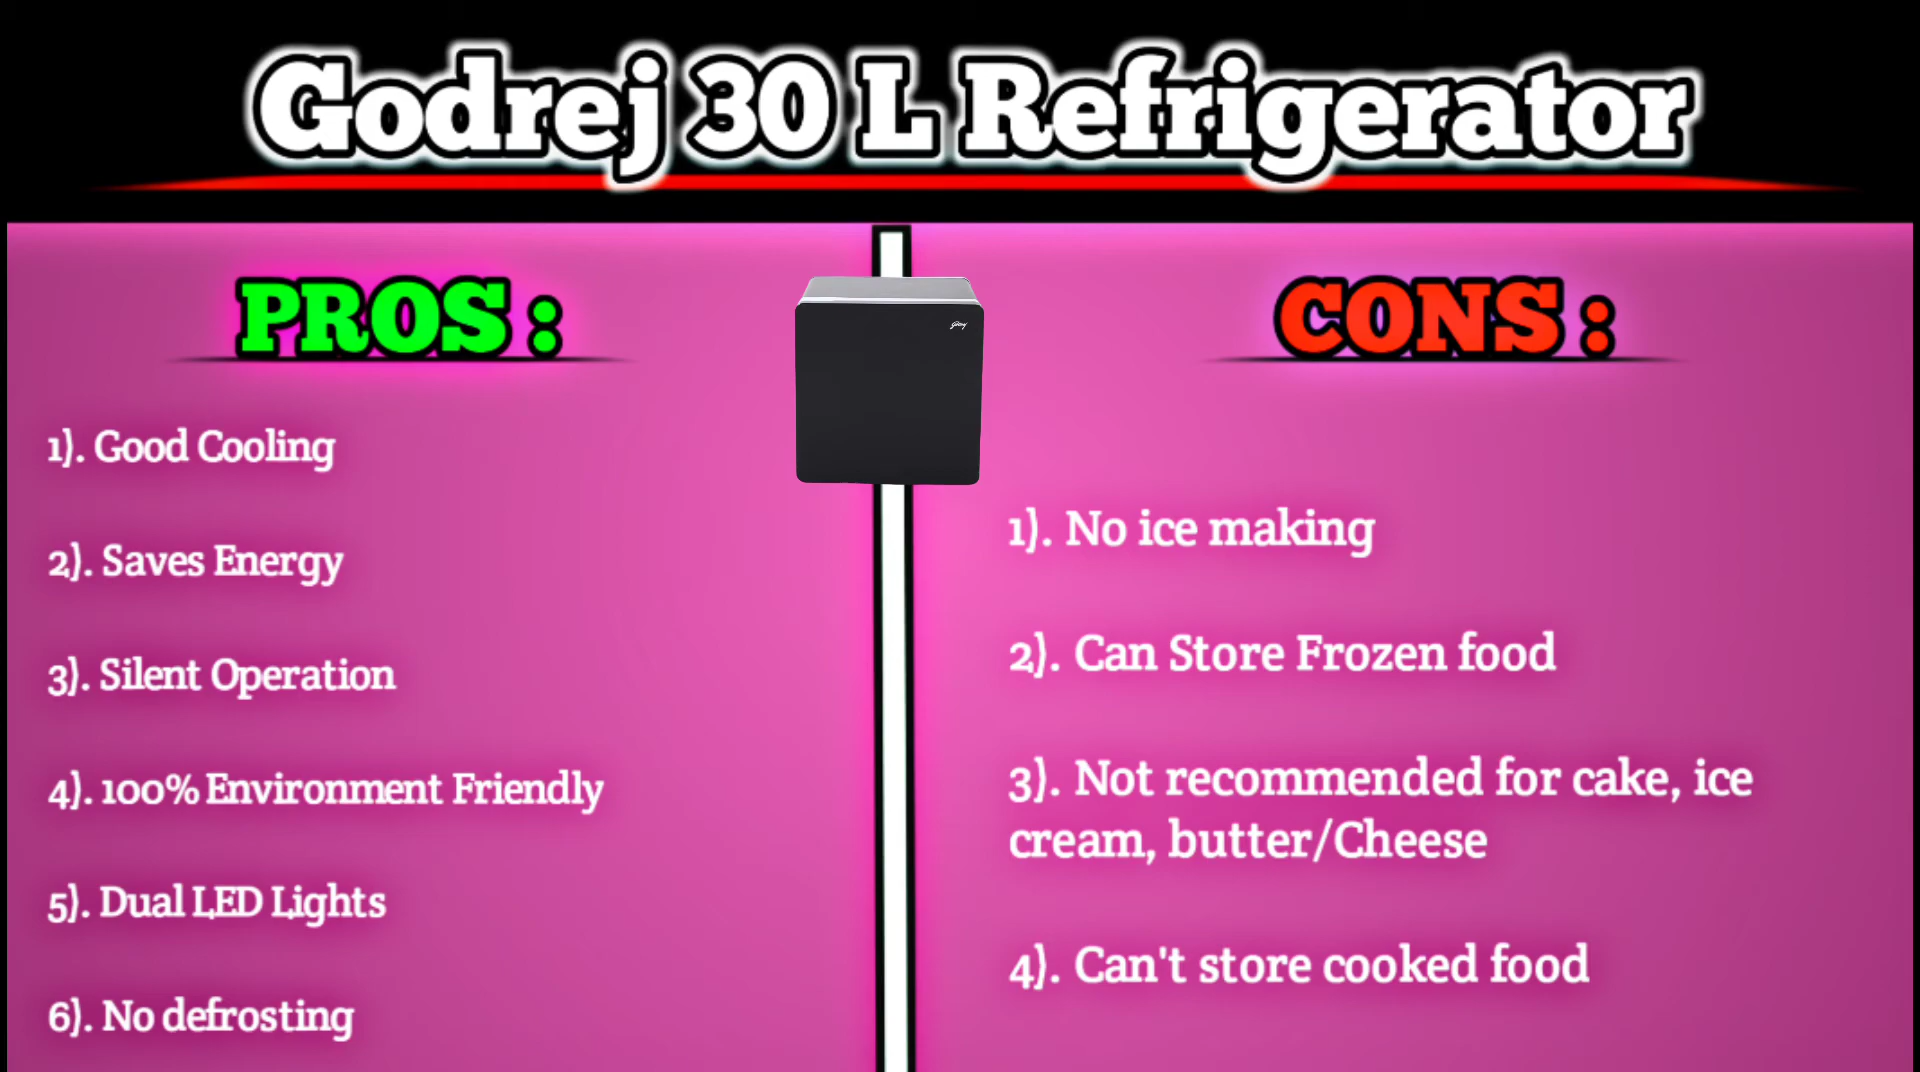 Godrej 30 L Refrigerator
PROS :
1). Good Cooling
2). Saves Energy
3). Silent Operation
4). 100% Environment Friendly
5). Dual LED Lights
6). No defrosting
Godrej
CONS :
1). No ice making
2). Can Store Frozen food
3). Not recommended for cake, ice
cream, butter/Cheese
4). Can't store cooked food